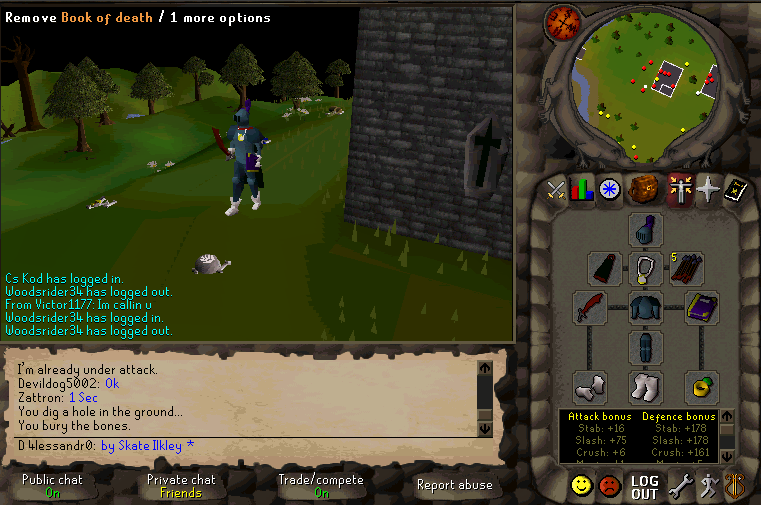 Remove Book of death / 1 more options
Cs Kod has logged in.
Woodsrider34 has logged out.
From Victor1177: Im callin u
Woodsrider34 has logged in.
Woodsrider34 has logged out.
I'm already under attack.
Devildog5002: Ok
Zattron: 1 Sec
You dig a hole in the ground...
You bury the bones.
D 4lessandr0: by Skate Ilkley *
5
Attack bonus Defence bonus
Stab: +16 Stab: +178
Slash: +75 Slash: +178
Crush: +6 Crush: +161
Public chat
On
Private chat
Friends
Trade/compete
On
Report abuse
LOG
OUT